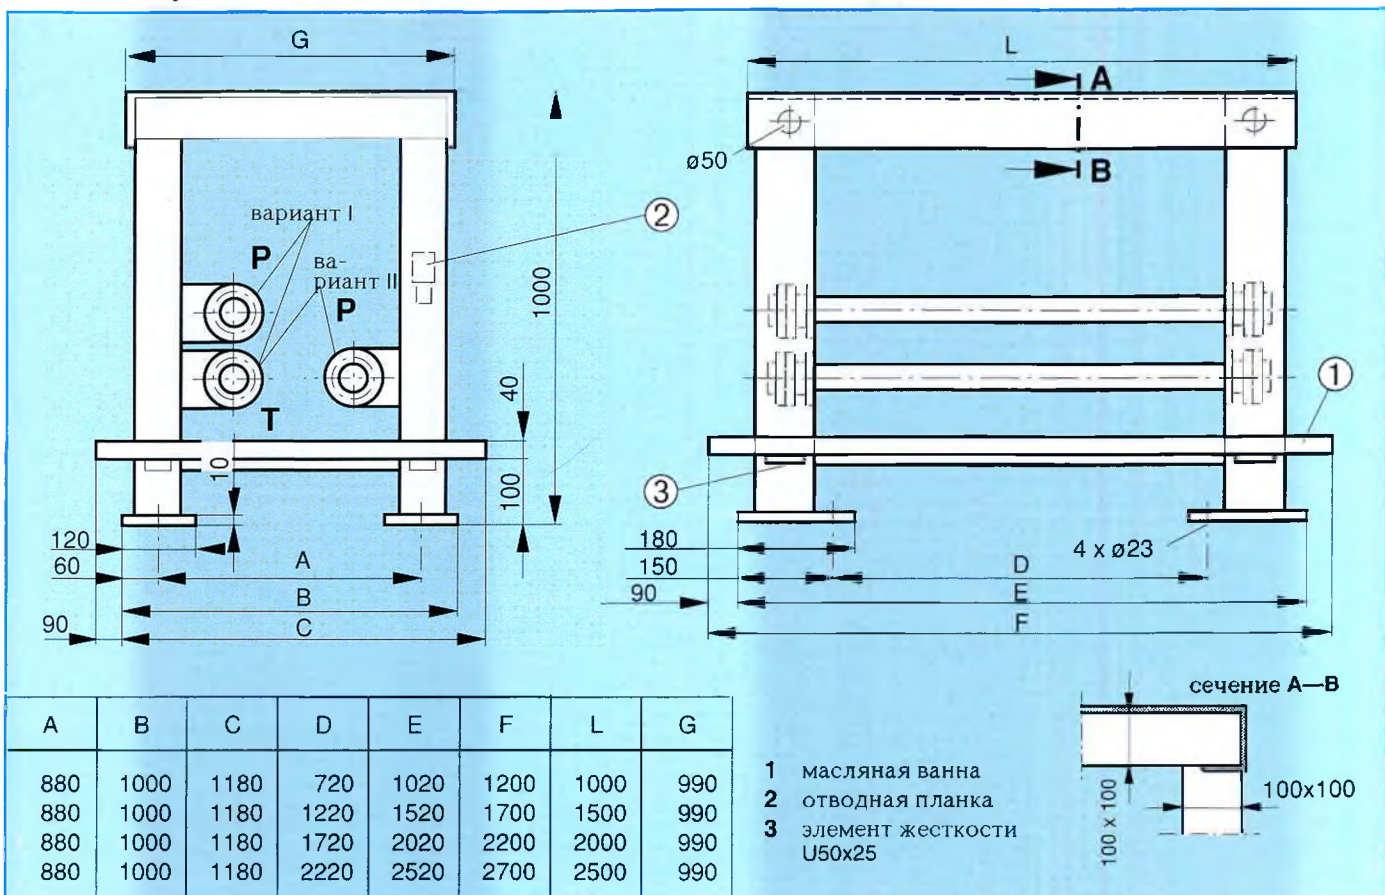 G
L
A
B
ø50
вариант I
P
ва-
риант II
P
T
2
1000
40
10
100
1
3
120
60
A
B
C
90
180
150
90
4 x ø23
D
E
F
сечение A—B
100x100
100 x 100
A B C D E F L G
880 1000 1180 720 1020 1200 1000 990
880 1000 1180 1220 1520 1700 1500 990
880 1000 1180 1720 2020 2200 2000 990
880 1000 1180 2220 2520 2700 2500 990
1 масляная ванна
2 отводная планка
3 элемент жесткости
U50x25